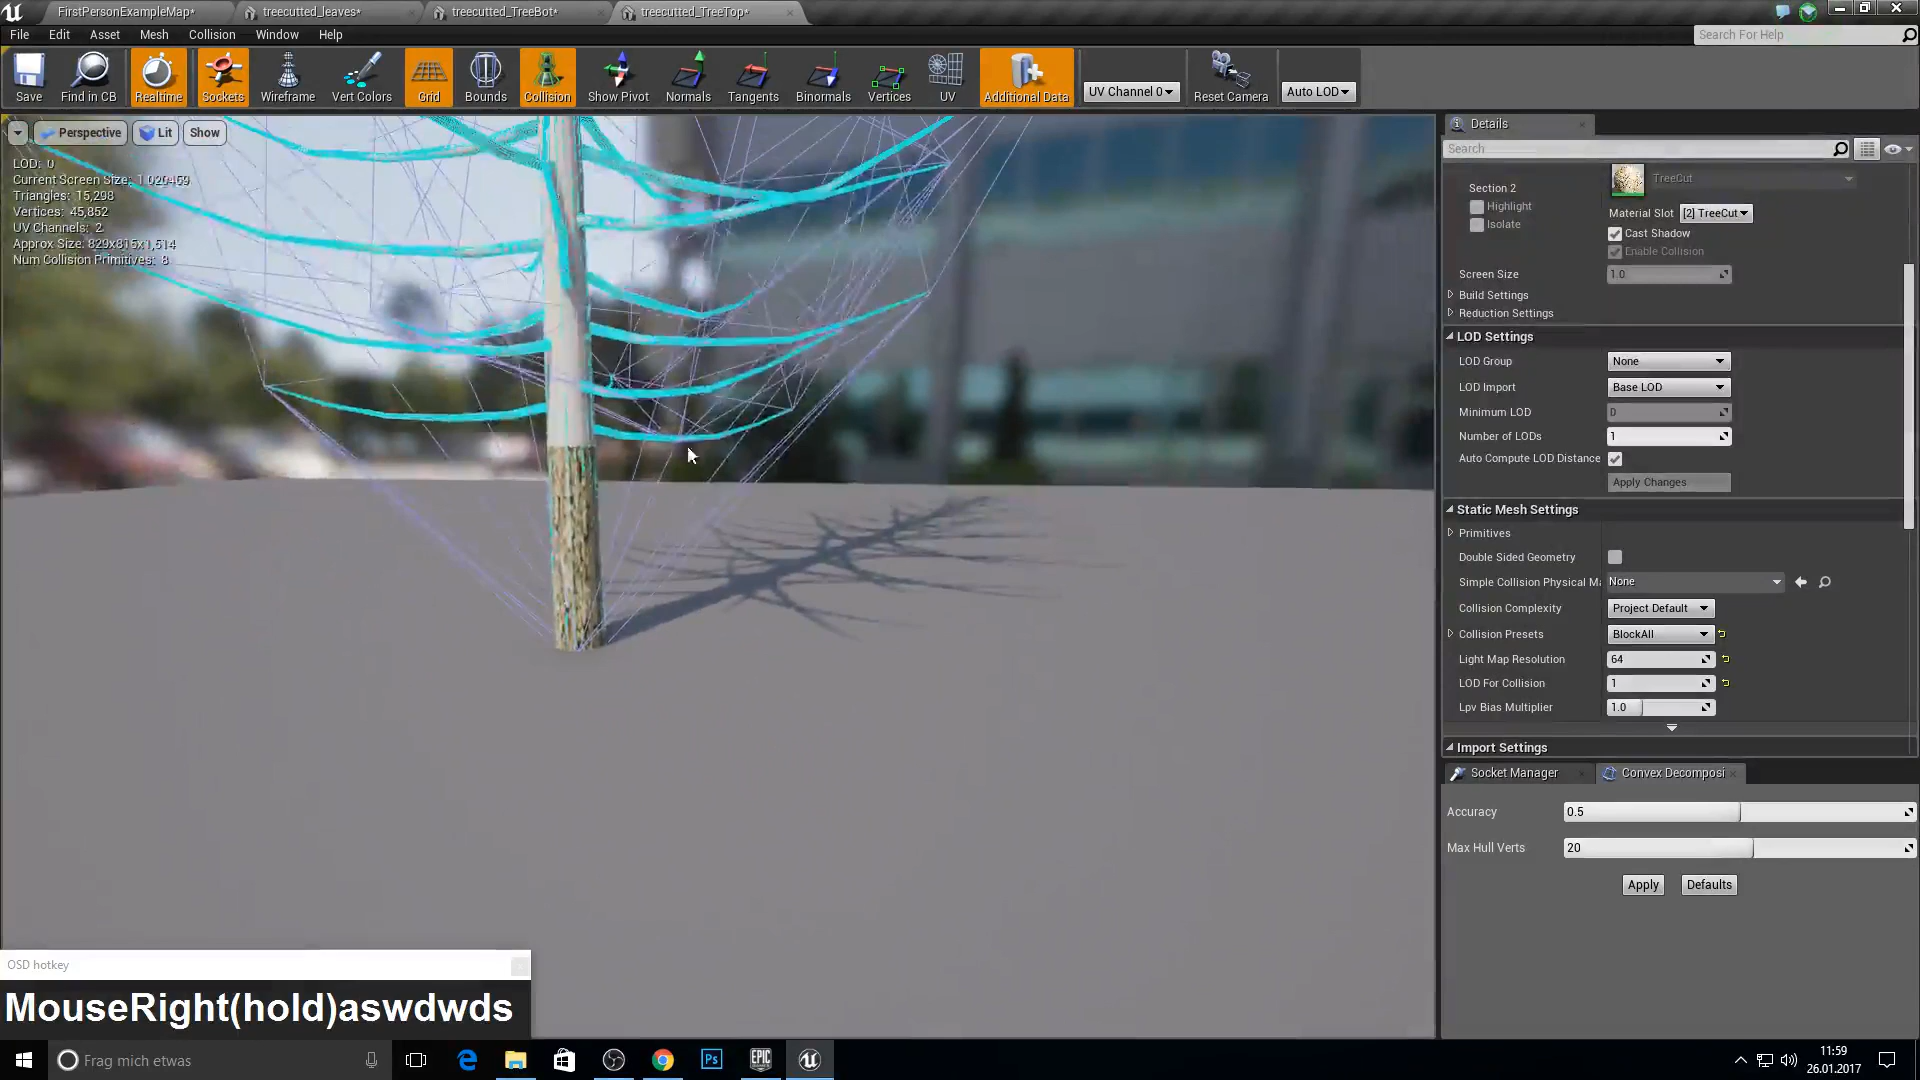 FirstPersonExampleMap*
treecutted_leaves*
treecutted_TreeBot*
treecutted_TreeTop*
File Edit Asset Mesh Collision Window Help
Search For Help
Save Find in CB Realtime Sockets Wireframe Vert Colors Grid Bounds Collision Show Pivot Normals Tangents Binormals Vertices UV Additional Data UV Channel 0 Reset Camera Auto LOD
Perspective Lit Show
LOD: 0
Current Screen Size: 1.020469
Triangles: 15,298
Vertices: 45,852
UV Channels: 2
Approx Size: 829x815x1,514
Num Collision Primitives: 8
Details
Search
TreeCut
Section 2
Highlight
Isolate
Material Slot [2] TreeCut
Cast Shadow
Enable Collision
Screen Size 1.0
Build Settings
Reduction Settings
LOD Settings
LOD Group None
LOD Import Base LOD
Minimum LOD 0
Number of LODs 1
Auto Compute LOD Distance
Apply Changes
Static Mesh Settings
Primitives
Double Sided Geometry
Simple Collision Physical Ma None
Collision Complexity Project Default
Collision Presets BlockAll
Light Map Resolution 64
LOD For Collision 1
Lpv Bias Multiplier 1.0
Import Settings
Socket Manager Convex Decomposi
Accuracy 0.5
Max Hull Verts 20
Apply Defaults
OSD hotkey
MouseRight(hold)aswdwds
Frag mich etwas
Ps
EPIC
11:59
26.01.2017